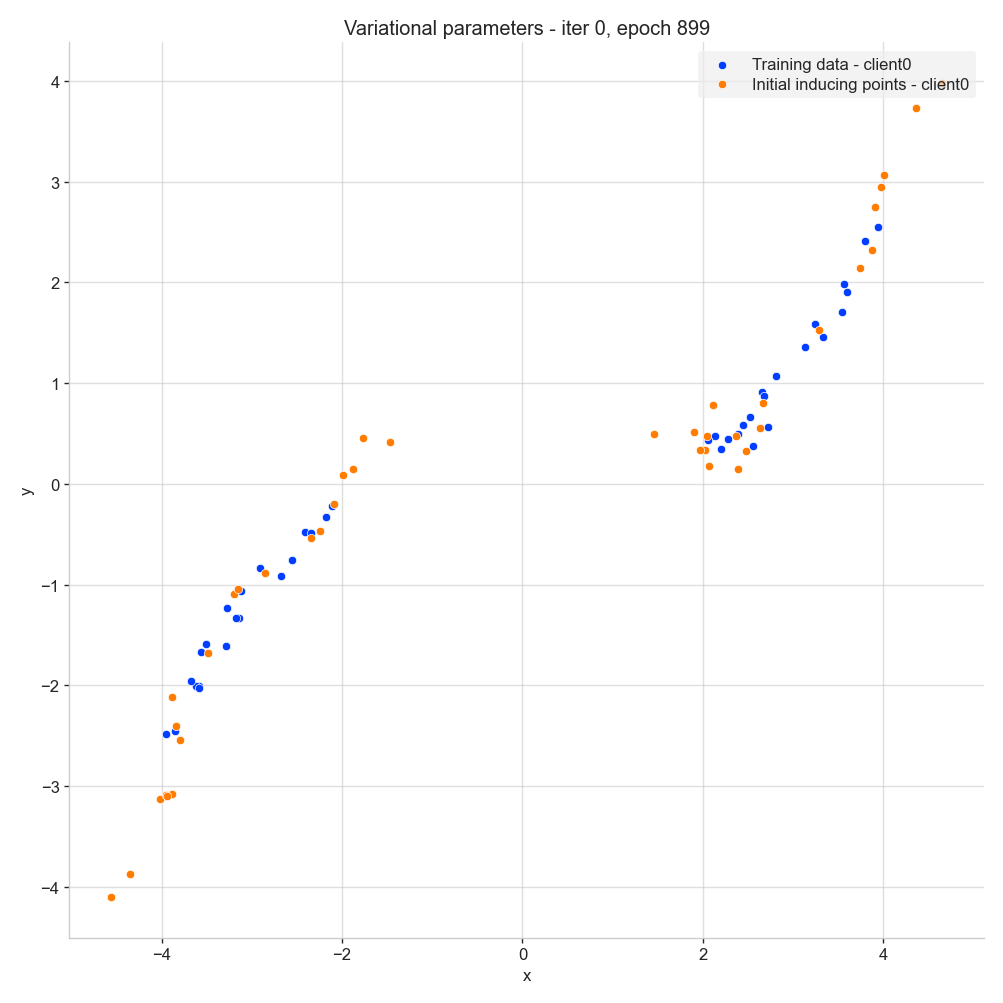 Variational parameters - iter 0, epoch 899
Training data - client0
Initial inducing points - client0
4
3
2
1
0
−1
−2
−3
−4
y
−4 −2 0 2 4
x